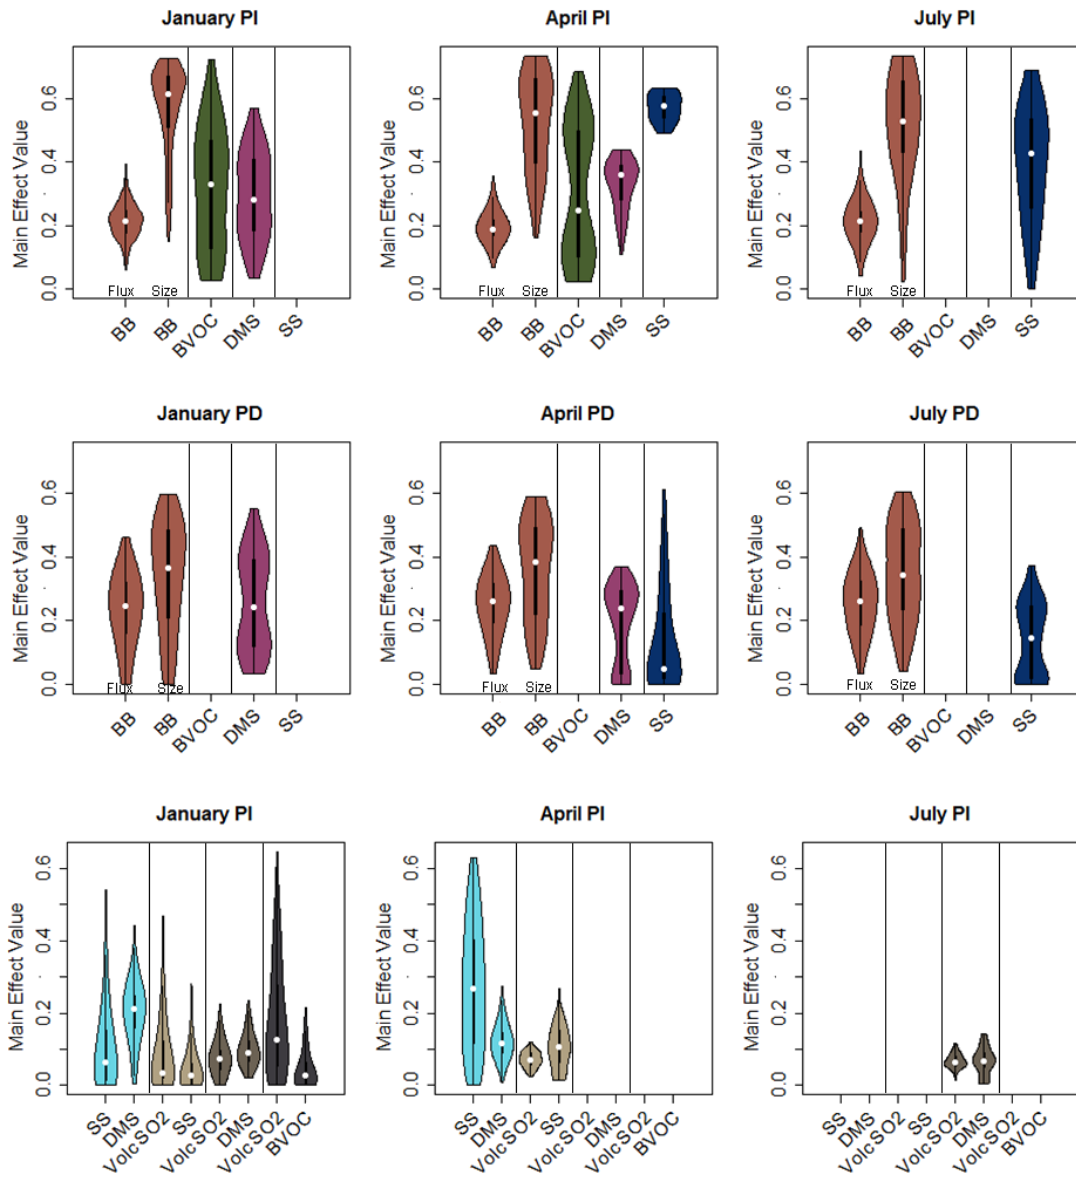 January PI
April PI
July PI
Main Effect Value
0.0 0.2 0.4 0.6
Flux Size
BB BB BVOC DMS SS
Main Effect Value
0.0 0.2 0.4 0.6
Flux Size
BB BB BVOC DMS SS
Main Effect Value
0.0 0.2 0.4 0.6
Flux Size
BB BB BVOC DMS SS
January PD
April PD
July PD
Main Effect Value
0.0 0.2 0.4 0.6
Flux Size
BB BB BVOC DMS SS
Main Effect Value
0.0 0.2 0.4 0.6
Flux Size
BB BB BVOC DMS SS
Main Effect Value
0.0 0.2 0.4 0.6
Flux Size
BB BB BVOC DMS SS
January PI
April PI
July PI
Main Effect Value
0.0 0.2 0.4 0.6
SS DMS VolcSO2 SS VolcSO2 DMS VolcSO2 BVOC
Main Effect Value
0.0 0.2 0.4 0.6
SS DMS VolcSO2 SS VolcSO2 DMS VolcSO2 BVOC
Main Effect Value
0.0 0.2 0.4 0.6
SS DMS VolcSO2 SS VolcSO2 DMS VolcSO2 BVOC